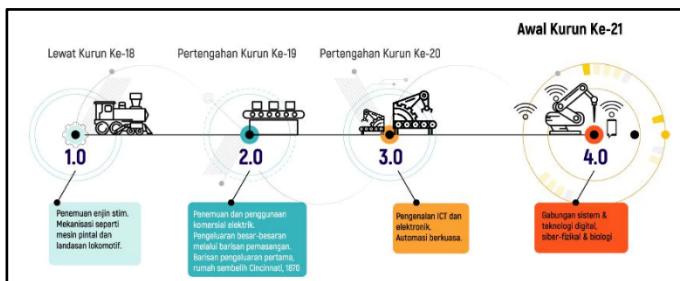 Awal Kurun Ke-21
Lewat Kurun Ke-18
Pertengahan Kurun Ke-19
Pertengahan Kurun Ke-20
1.0
2.0
3.0
4.0
Penemuan enjin stim.
Mekanisasi seperti
mesin pintal dan
landasan lokomotif.
Penemuan dan penggunaan
komersial elektrik.
Pengeluaran besar-besaran
melalui barisan pemasangan.
Barisan pengeluaran pertama,
rumah sembelih Cincinnati, 1870
Pengenalan ICT dan
elektronik.
Automasi berkuasa.
Gabungan sistem &
teknologi digital,
siber-fizikal & biologi